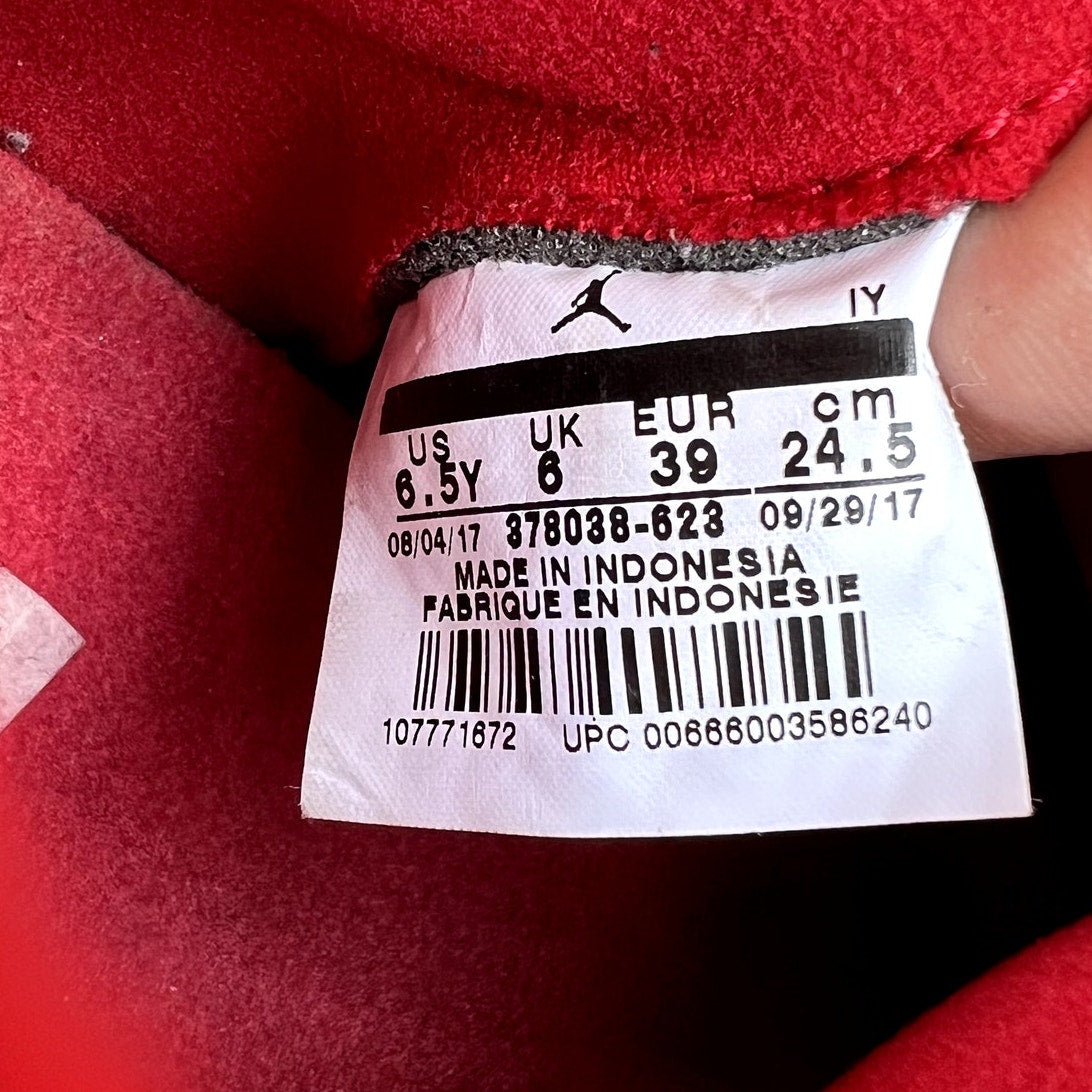 IY
US UK EUR cm
6.5Y 6 39 24.5
08/04/17 378038-623 09/29/17
MADE IN INDONESIA
FABRIQUE EN INDONESIE
107771672 UPC 00666003586240